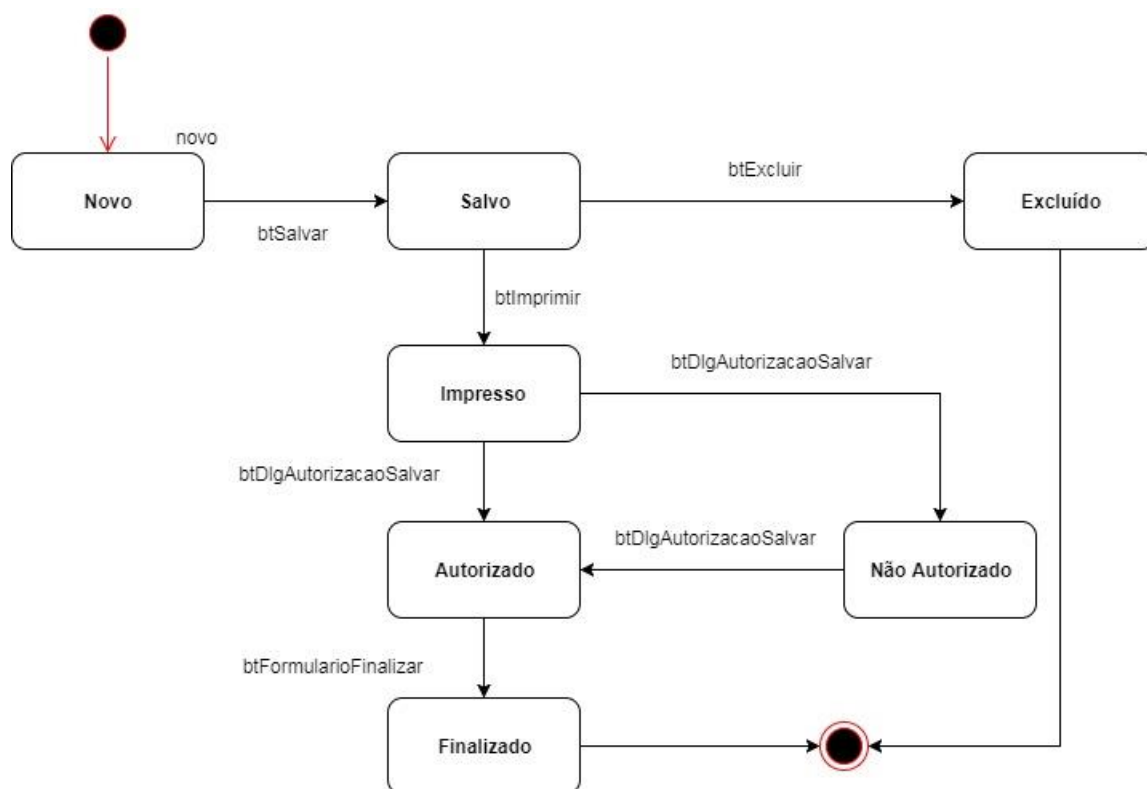 novo
Novo
Salvo
btExcluir
Excluído
btSalvar
btImprimir
Impresso
btDlgAutorizacaoSalvar
btDlgAutorizacaoSalvar
Autorizado
btDlgAutorizacaoSalvar
Não Autorizado
btFormularioFinalizar
Finalizado